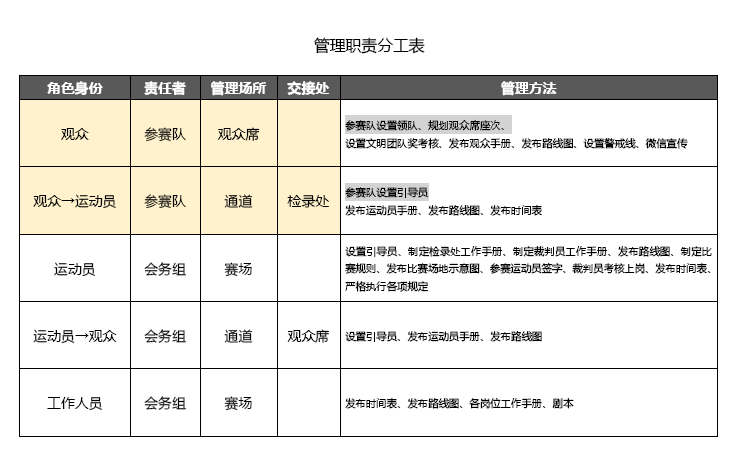 管理职责分工表
角色身份 责任者 管理场所 交接处 管理方法
观众 参赛队 观众席 参赛队设置领队、规划观众席座次、
设置文明团队奖考核、发布观众手册、发布路线图、设置警戒线、微信宣传
观众→运动员 参赛队 通道 检录处 参赛队设置引导员
发布运动员手册、发布路线图、发布时间表
运动员 会务组 赛场 设置引导员、制定检录处工作手册、制定裁判员工作手册、发布路线图、制定比
赛规则、发布比赛场地示意图、参赛运动员签字、裁判员考核上岗、发布时间表、
严格执行各项规定
运动员→观众 会务组 通道 观众席 设置引导员、发布运动员手册、发布路线图
工作人员 会务组 赛场 发布时间表、发布路线图、各岗位工作手册、剧本